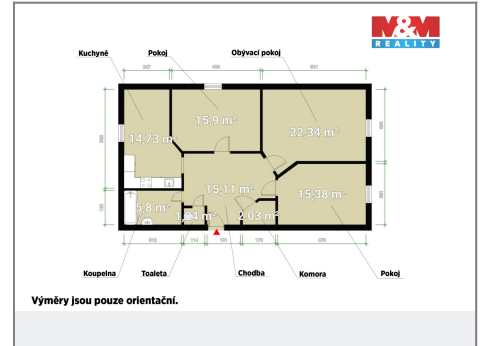 M&M
REALITY
Kuchyně
Pokoj
Obývací pokoj
15,9 m²
14,73 m²
22,34 m²
15,11 m²
15,38 m²
5,8 m²
1,04 m²
2,03 m²
Koupelna
Toaleta
Chodba
Komora
Pokoj
Výměry jsou pouze orientační.